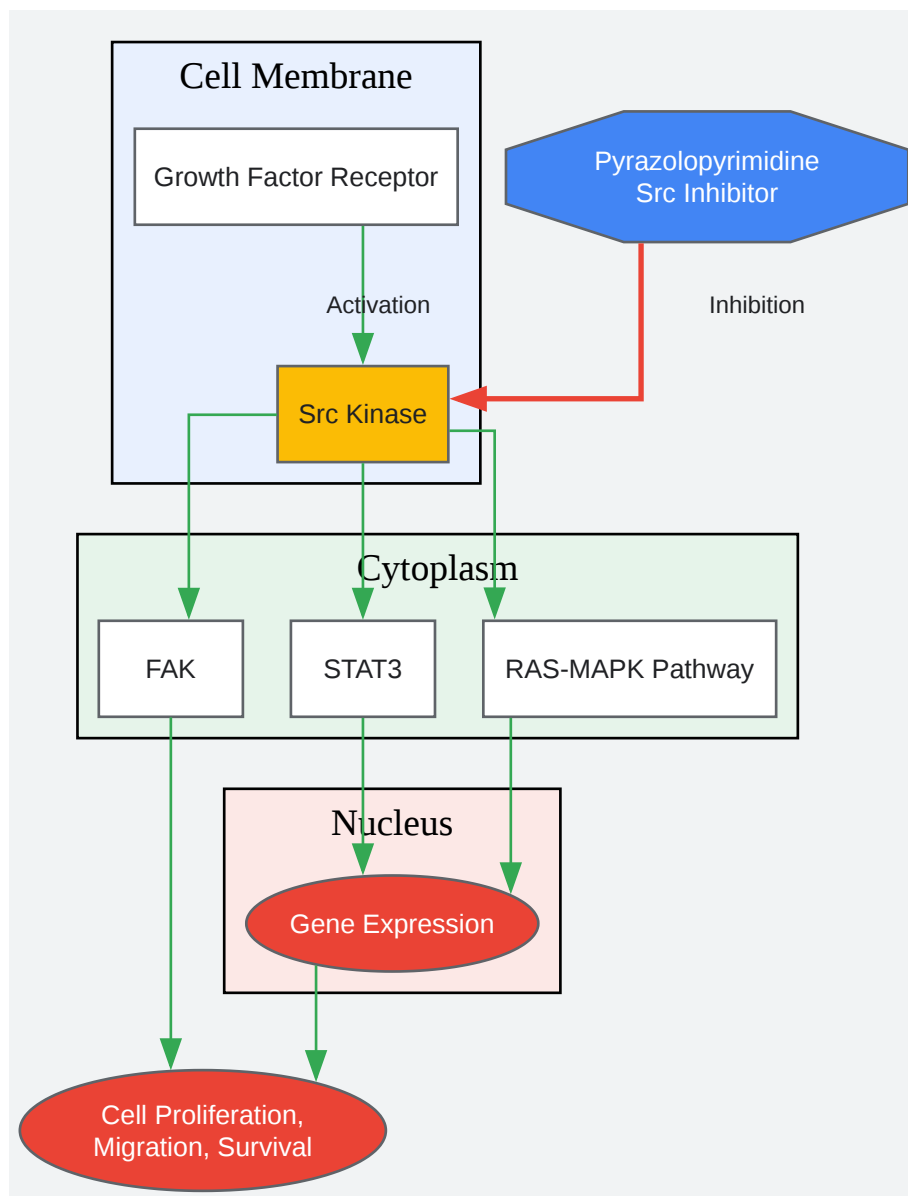 Cell Membrane
Growth Factor Receptor
Pyrazolopyrimidine
Src Inhibitor
Activation
Inhibition
Src Kinase
Cytoplasm
FAK
STAT3
RAS-MAPK Pathway
Nucleus
Gene Expression
Cell Proliferation,
Migration, Survival